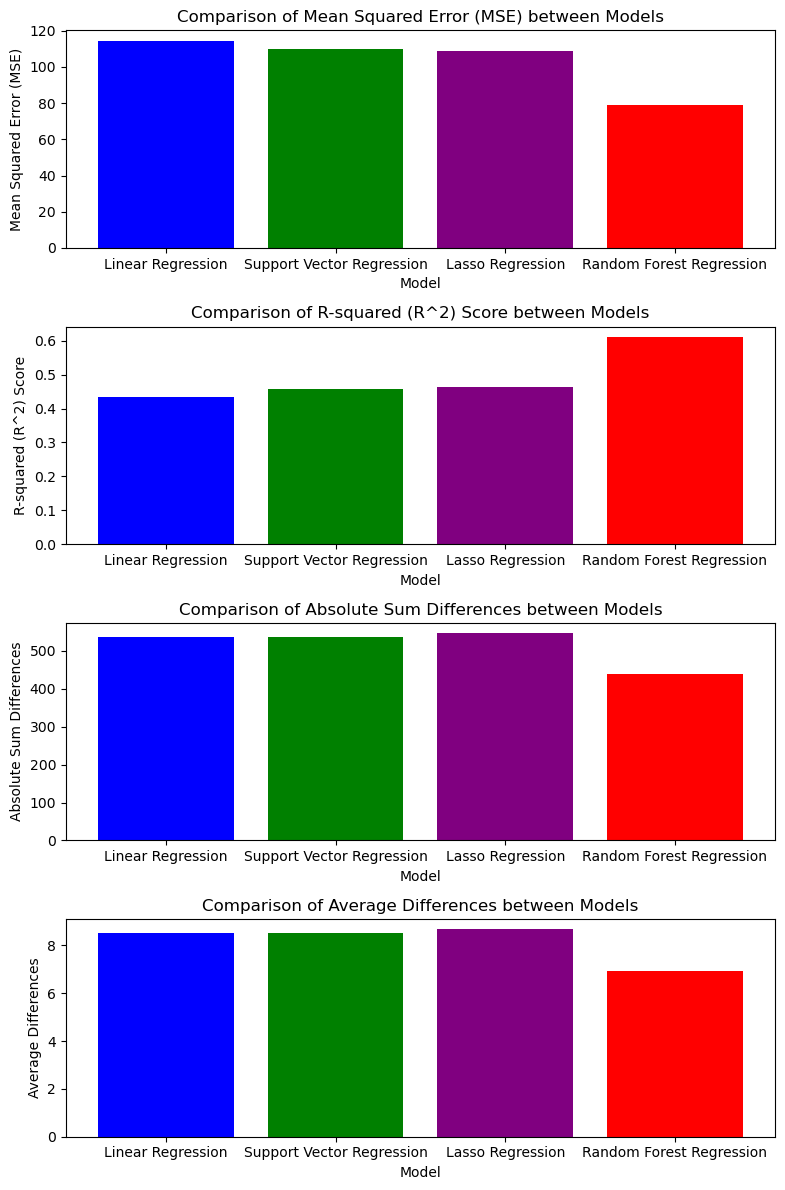 Comparison of Mean Squared Error (MSE) between Models
Mean Squared Error (MSE)
120
100
80
60
40
20
0
Linear Regression Support Vector Regression Lasso Regression Random Forest Regression
Model
Comparison of R-squared (R^2) Score between Models
R-squared (R^2) Score
0.6
0.5
0.4
0.3
0.2
0.1
0.0
Linear Regression Support Vector Regression Lasso Regression Random Forest Regression
Model
Comparison of Absolute Sum Differences between Models
Absolute Sum Differences
500
400
300
200
100
0
Linear Regression Support Vector Regression Lasso Regression Random Forest Regression
Model
Comparison of Average Differences between Models
Average Differences
8
6
4
2
0
Linear Regression Support Vector Regression Lasso Regression Random Forest Regression
Model